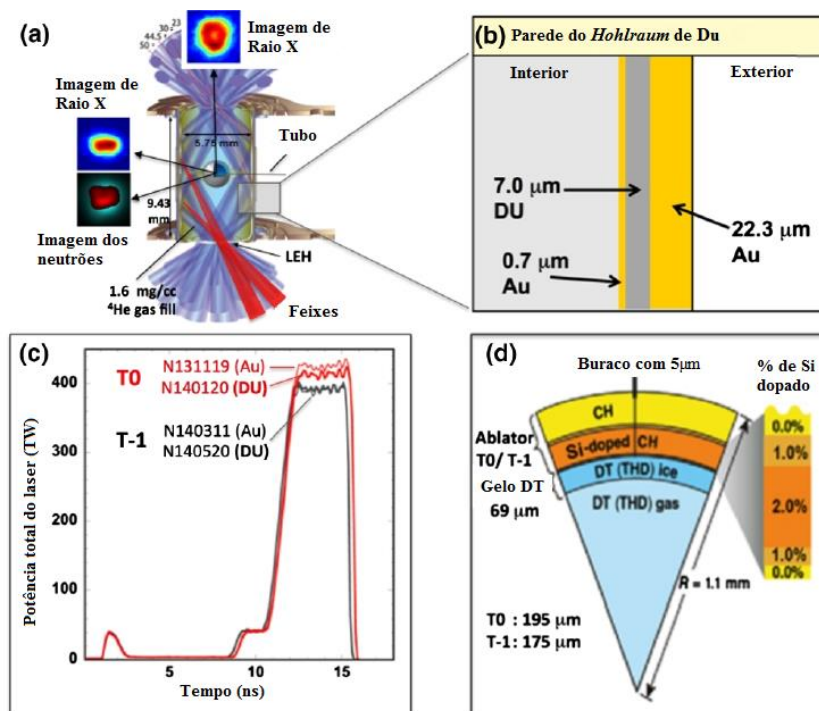 (a)
23
30
44.5
50
Imagem de
Raio X
Imagem de
Raio X
5.75 mm
Tubo
9.43
mm
Imagem dos
neutrões
LEH
1.6 mg/cc
⁴He gas fill
Feixes
(b) Parede do Hohlraum de Du
Interior
Exterior
7.0 μm
DU
22.3 μm
Au
0.7 μm
Au
(c)
Potência total do laser (TW)
400
300
200
100
0
5
10
15
Tempo (ns)
T0
N131119 (Au)
N140120 (DU)
T-1
N140311 (Au)
N140520 (DU)
(d)
Buraco com 5μm
% de Si
dopado
CH
0.0%
Ablator
T0/ T-1
Si-doped CH
1.0%
DT (THD) ice
Gelo DT
69 μm
DT (THD) gas
2.0%
1.0%
0.0%
R = 1.1 mm
T0 : 195 μm
T-1 : 175 μm